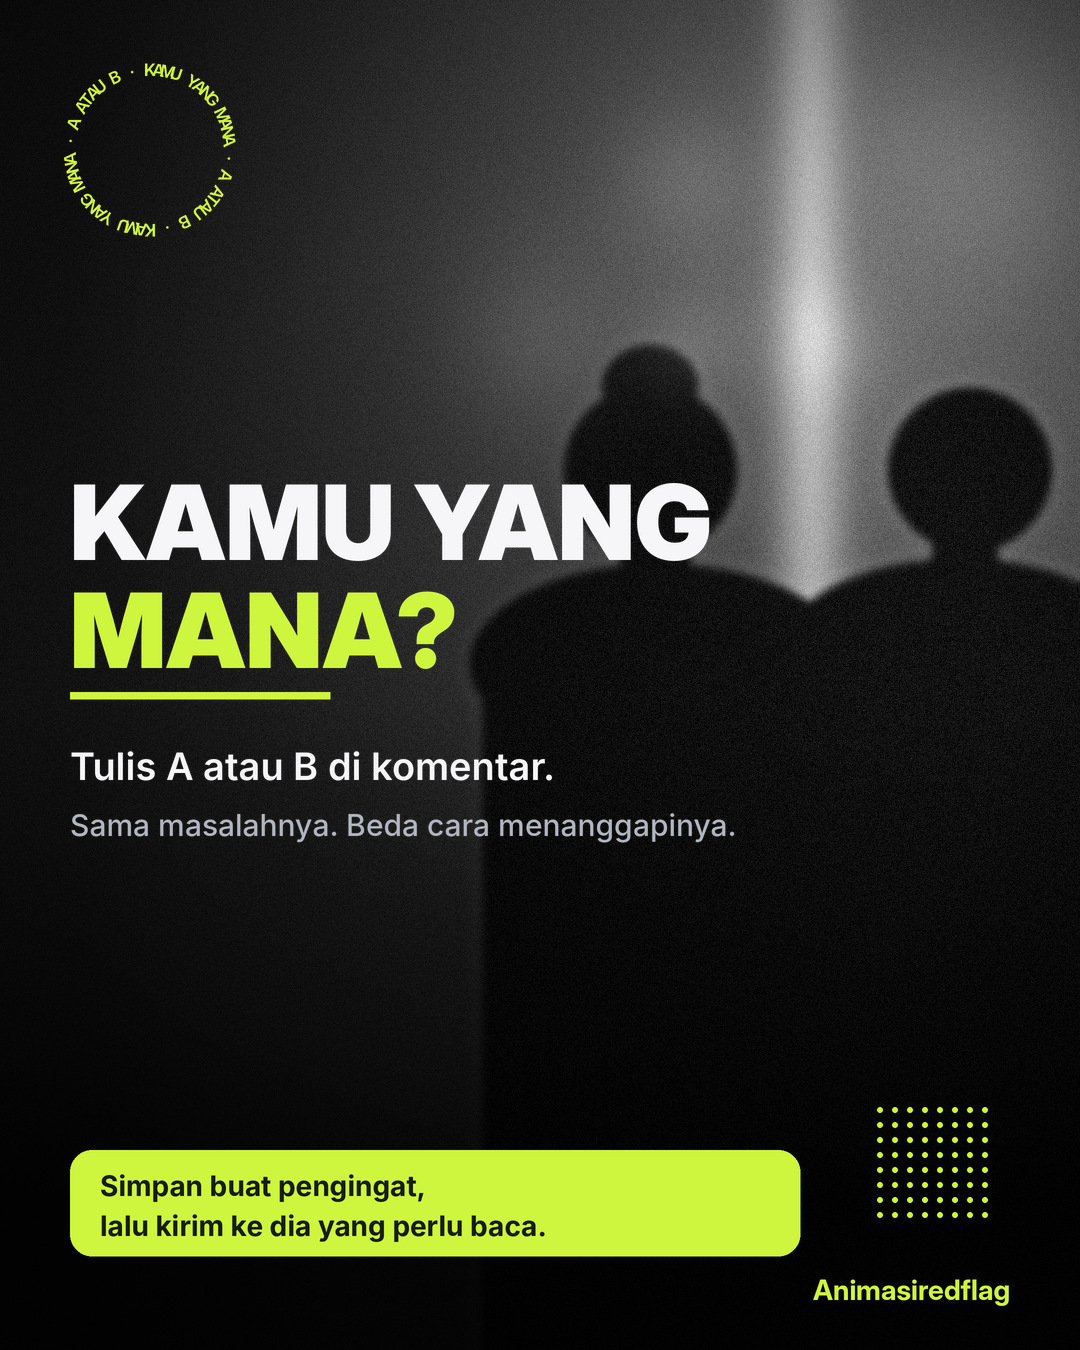 KAMU YANG MANA · A ATAU B · KAMU YANG MANA · A ATAU B ·
KAMU YANG
MANA?
Tulis A atau B di komentar.
Sama masalahnya. Beda cara menanggapinya.
Simpan buat pengingat,
lalu kirim ke dia yang perlu baca.
Animasiredflag